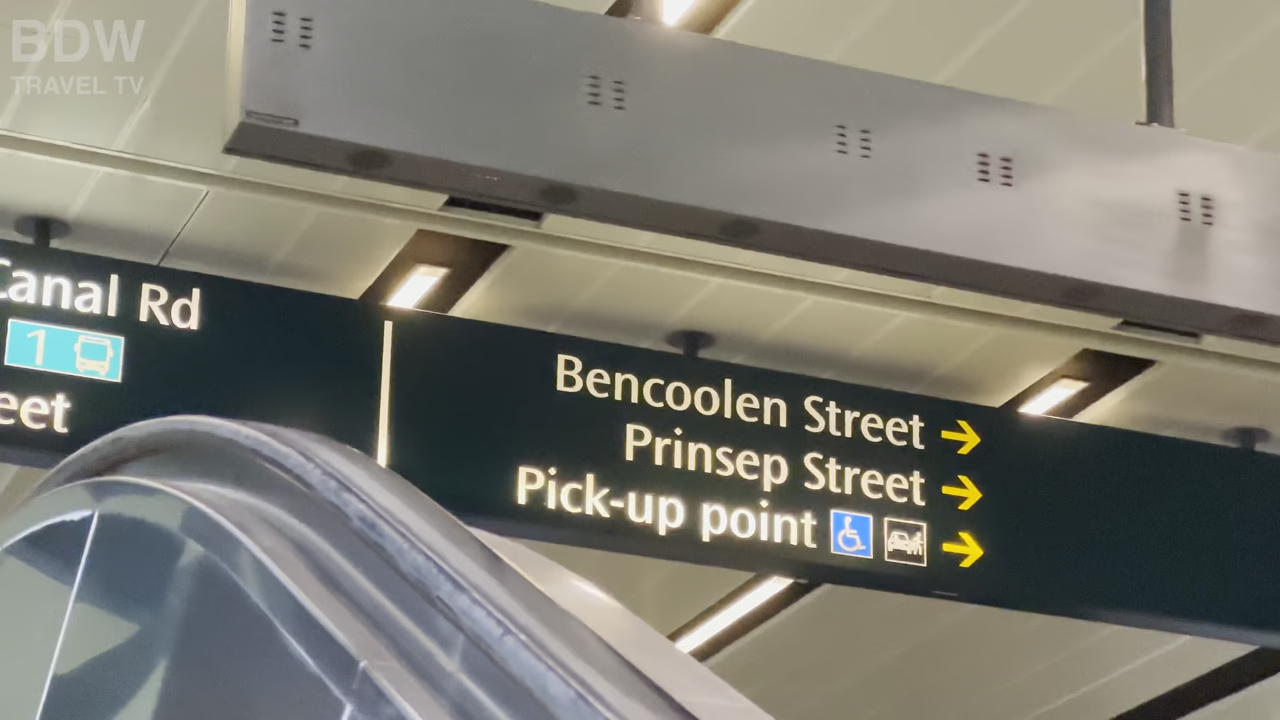 BDW
TRAVEL TV
Canal Rd
1
eet
Bencoolen Street →
Prinsep Street →
Pick-up point →